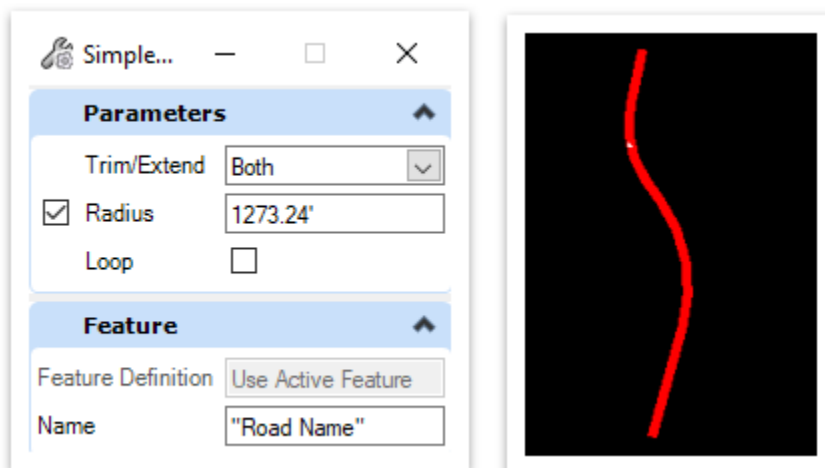 Simple...
Parameters
Trim/Extend Both
Radius 1273.24'
Loop
Feature
Feature Definition Use Active Feature
Name "Road Name"